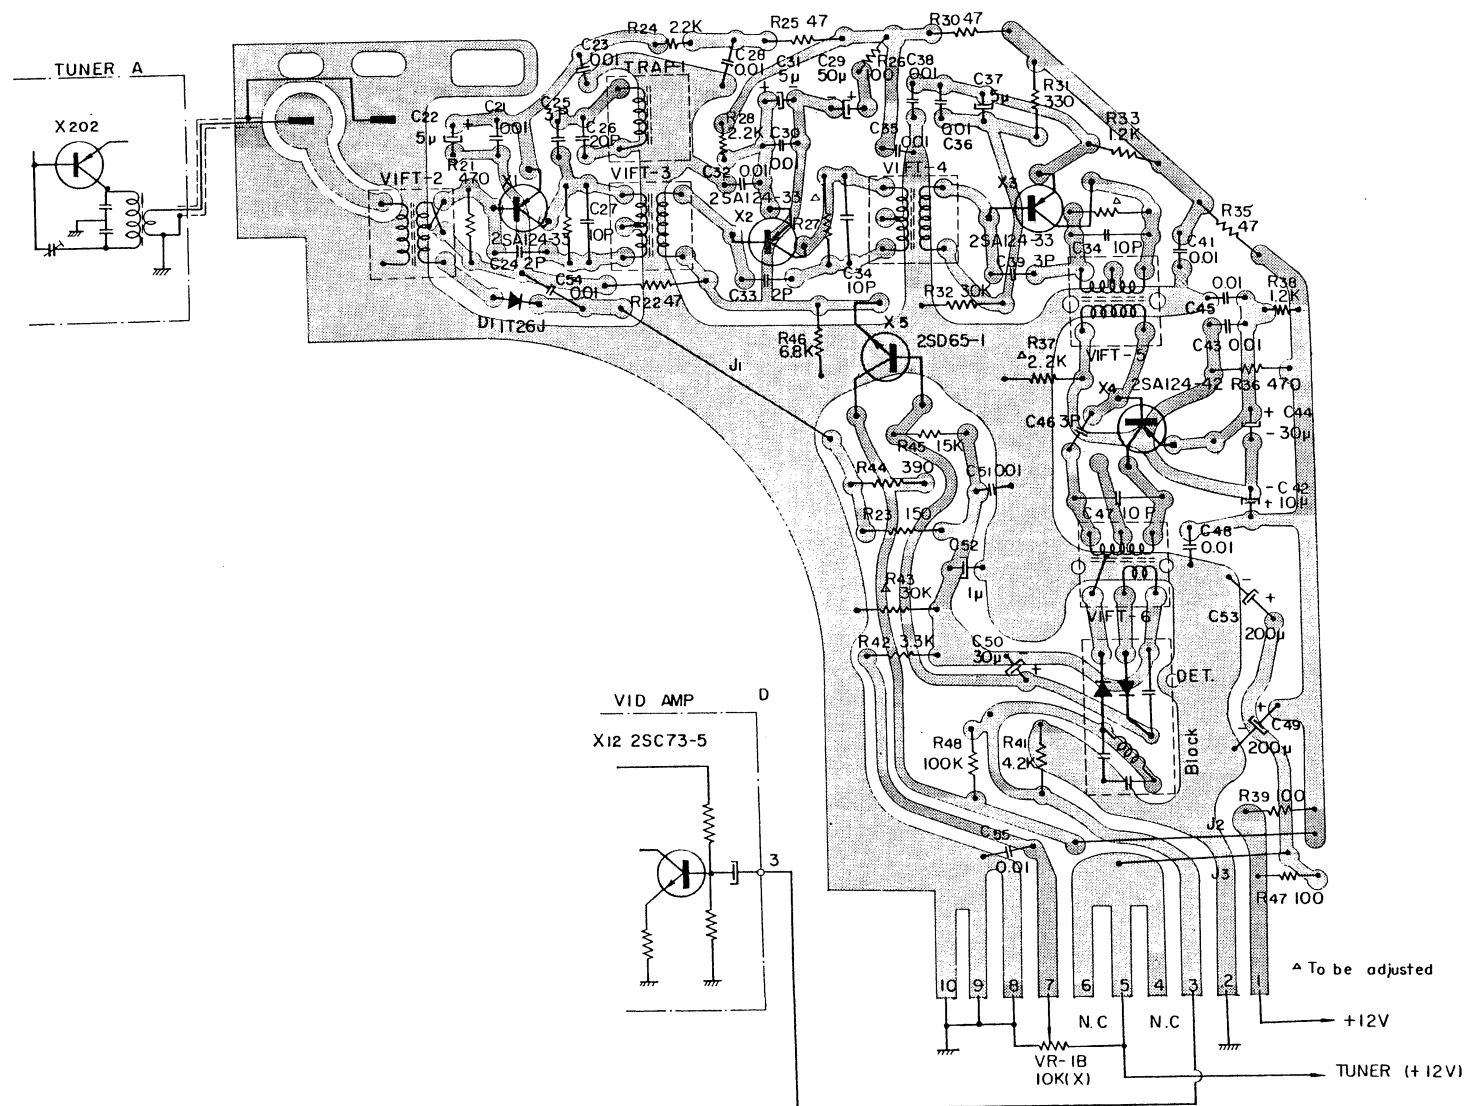 TUNER A
X202
R24 22K
R25 47
R30 47
C23
0.01
C28
0.01
C31
5µ
C29
50µ
R26
100
C38
0.01
C37
5µ
R31
330
TRAP-1
C22
5µ
C21
0.01
C25
3P
C26
20P
R28
2.2K
C30
0.01
C35
0.01
C36
R33
1.2K
R21
470
VIFT-2
X1
VIFT-3
C32 0.01
2SA124-33
X2
R27
△
VIFT-4
X3
△
R35
47
2SA124-33
C27
10P
C24 2P
C54
0.01
R22 47
C33 2P
C34
10P
2SA124-33
C39 3P
C34 10P
C41
0.01
D1 1T26J
R32 30K
0.01
C45
R38
1.2K
X5
2SD65-1
R46
6.8K
J1
R37
△ 2.2K
VIFT-5
C43 0.01
X4 2SA124-42
R36 470
C46 3P
+ C44
- 30µ
R45 15K
R44 390
C51 0.01
- C42
+ 10µ
R23 150
C47 10P
C48
0.01
C52
1µ
R43
△ 30K
VIFT-6
-
+
C53
200µ
R42 3.3K
C50
30µ
-
+
DET.
Block
+
-
C49
200µ
VID AMP D
X12 2SC73-5
R48
100K
R41
4.2K
R39 100
J2
C55
0.01
J3
R47 100
3
△ To be adjusted
10 9 8 7 6 5 4 3 2 1
N.C N.C
+12V
VR-1B
10K(X)
TUNER (+12V)